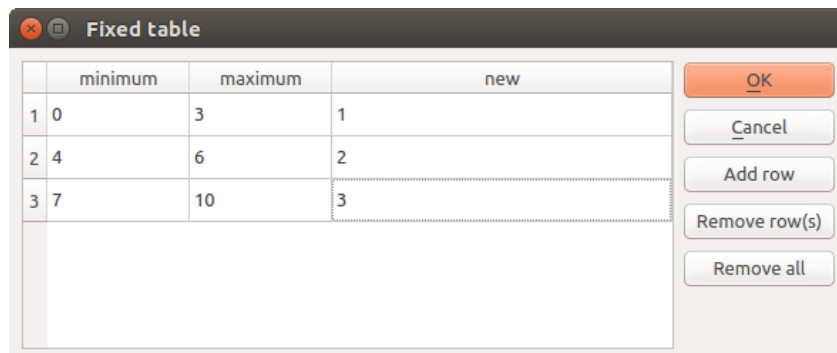 Fixed table
minimum maximum new
1 0 3 1
2 4 6 2
3 7 10 3
OK
Cancel
Add row
Remove row(s)
Remove all